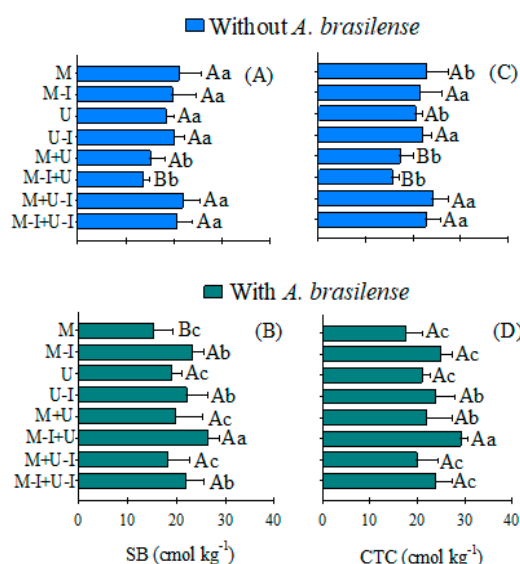 Without A. brasilense
(A) (C)
M Aa Ab
M-I Aa Aa
U Aa Ab
U-I Aa Aa
M+U Ab Bb
M-I+U Bb Bb
M+U-I Aa Aa
M-I+U-I Aa Aa
With A. brasilense
(B) (D)
M Bc Ac
M-I Ab Ac
U Ac Ac
U-I Ab Ab
M+U Ac Ab
M-I+U Aa Aa
M+U-I Ac Ac
M-I+U-I Ab Ac
0 10 20 30 40 0 10 20 30 40
SB (cmol kg⁻¹) CTC (cmol kg⁻¹)